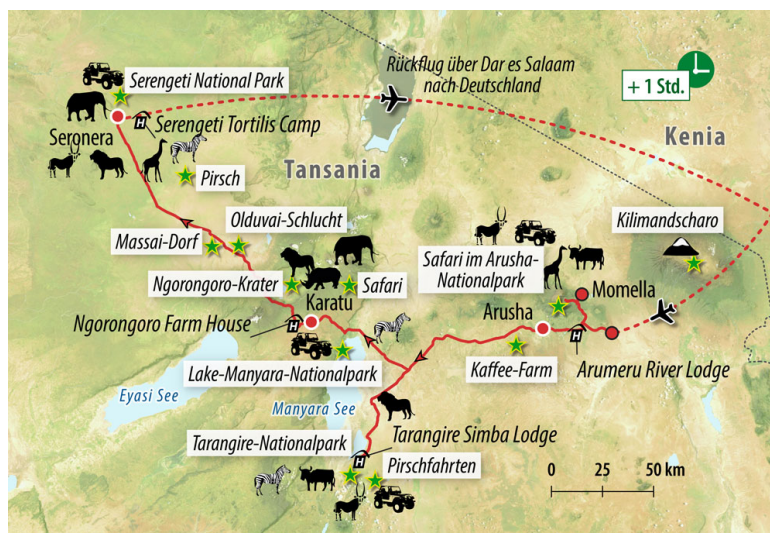 Rückflug über Dar es Salaam
nach Deutschland
+ 1 Std.
Serengeti National Park
Kenia
Serengeti Tortilis Camp
Seronera
Tansania
Pirsch
Olduvai-Schlucht
Kilimandscharo
Massai-Dorf
Safari im Arusha-
Nationalpark
Ngorongoro-Krater
Safari
Momella
Karatu
Arusha
Ngorongoro Farm House
Kaffee-Farm
Arumeru River Lodge
Lake-Manyara-Nationalpark
Eyasi See
Manyara See
Tarangire-Nationalpark
Tarangire Simba Lodge
Pirschfahrten
0 25 50 km
H
H
H
H